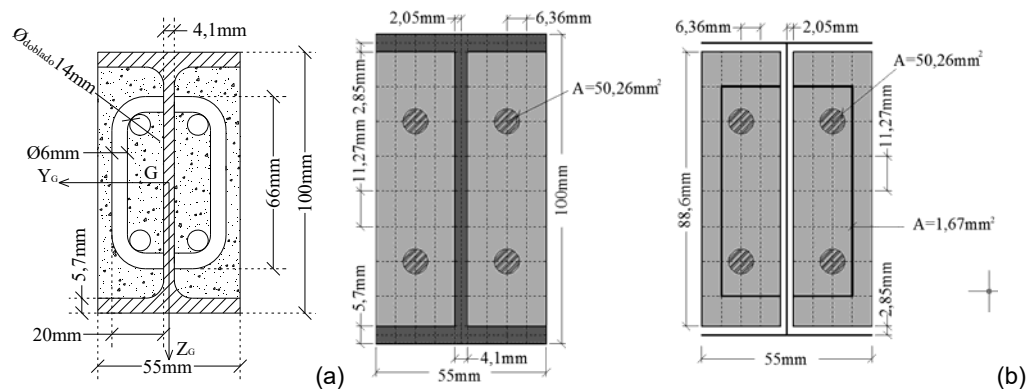 4,1mm
Ødoblado 14mm
Ø6mm
YG
G
66mm
100mm
5,7mm
20mm
ZG
55mm
(a)
2,05mm
6,36mm
2,85mm
11,27mm
A=50,26mm²
100mm
5,7mm
4,1mm
55mm
6,36mm
2,05mm
A=50,26mm²
11,27mm
88,6mm
A=1,67mm²
2,85mm
55mm
(b)